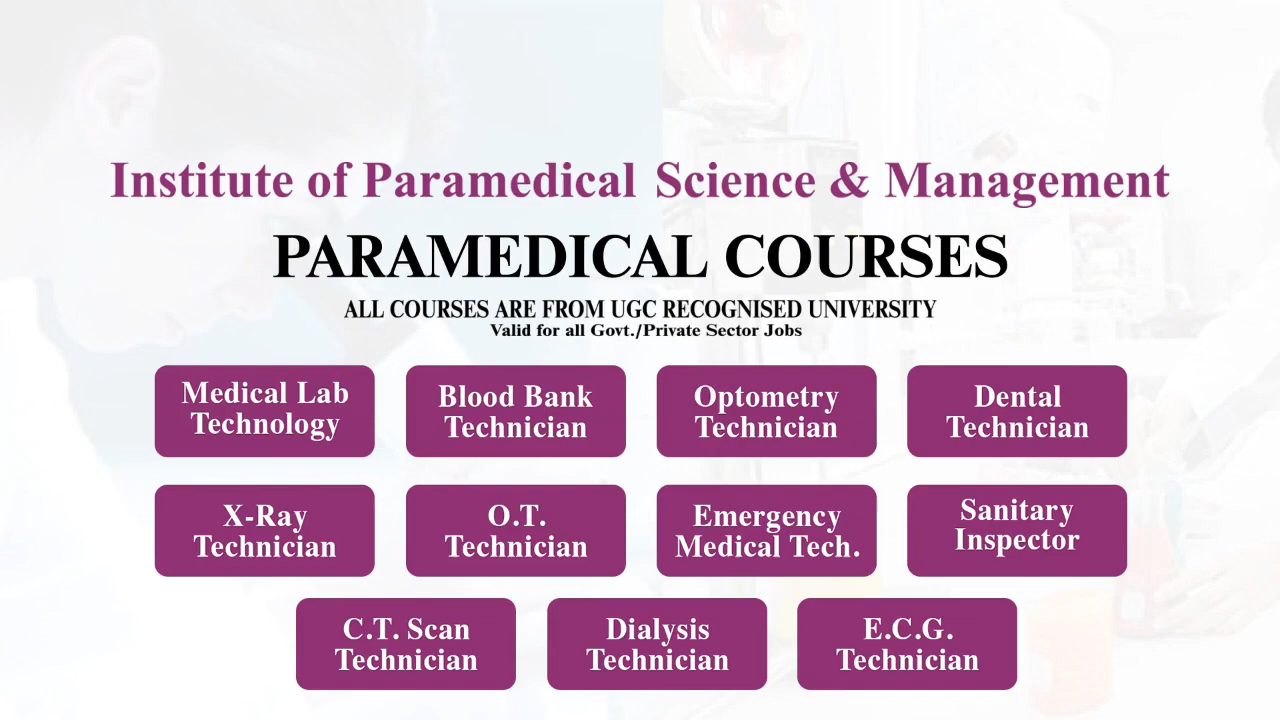 Institute of Paramedical Science & Management
PARAMEDICAL COURSES
ALL COURSES ARE FROM UGC RECOGNISED UNIVERSITY
Valid for all Govt./Private Sector Jobs
Medical Lab
Technology
Blood Bank
Technician
Optometry
Technician
Dental
Technician
X-Ray
Technician
O.T.
Technician
Emergency
Medical Tech.
Sanitary
Inspector
C.T. Scan
Technician
Dialysis
Technician
E.C.G.
Technician